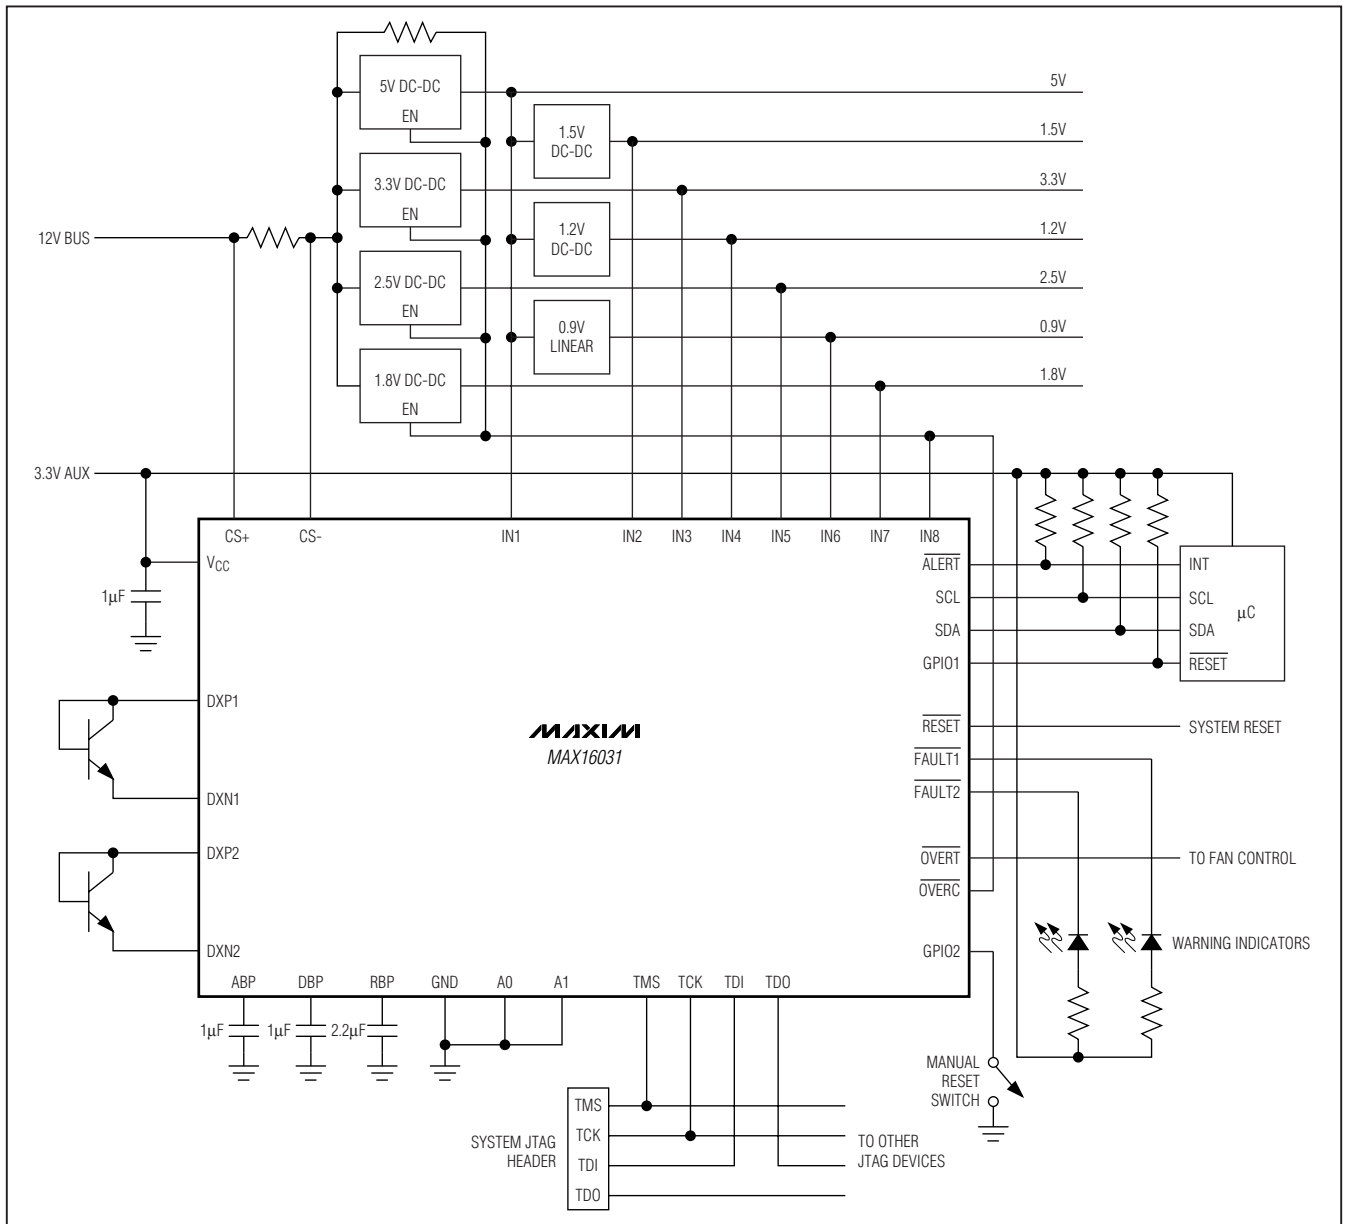 5V DC-DC
EN
5V
1.5V
DC-DC
1.5V
3.3V DC-DC
EN
3.3V
12V BUS
1.2V
DC-DC
1.2V
2.5V DC-DC
EN
2.5V
0.9V
LINEAR
0.9V
1.8V DC-DC
EN
1.8V
3.3V AUX
CS+
CS-
IN1
IN2
IN3
IN4
IN5
IN6
IN7
IN8
VCC
1µF
ALERT
SCL
SDA
GPIO1
INT
SCL
SDA
RESET
µC
DXP1
DXN1
DXP2
DXN2
MAXIM
MAX16031
RESET
SYSTEM RESET
FAULT1
FAULT2
OVERT
TO FAN CONTROL
OVERC
GPIO2
WARNING INDICATORS
ABP
DBP
RBP
GND
A0
A1
TMS
TCK
TDI
TDO
1µF
1µF
2.2µF
MANUAL
RESET
SWITCH
SYSTEM JTAG
HEADER
TMS
TCK
TDI
TDO
TO OTHER
JTAG DEVICES